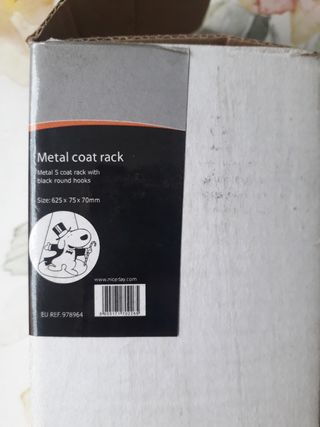 Metal coat rack
Metal 5 coat rack with
black round hooks
Size: 625 x 75 x 70mm
www.nice-day.com
EU REF. 978964